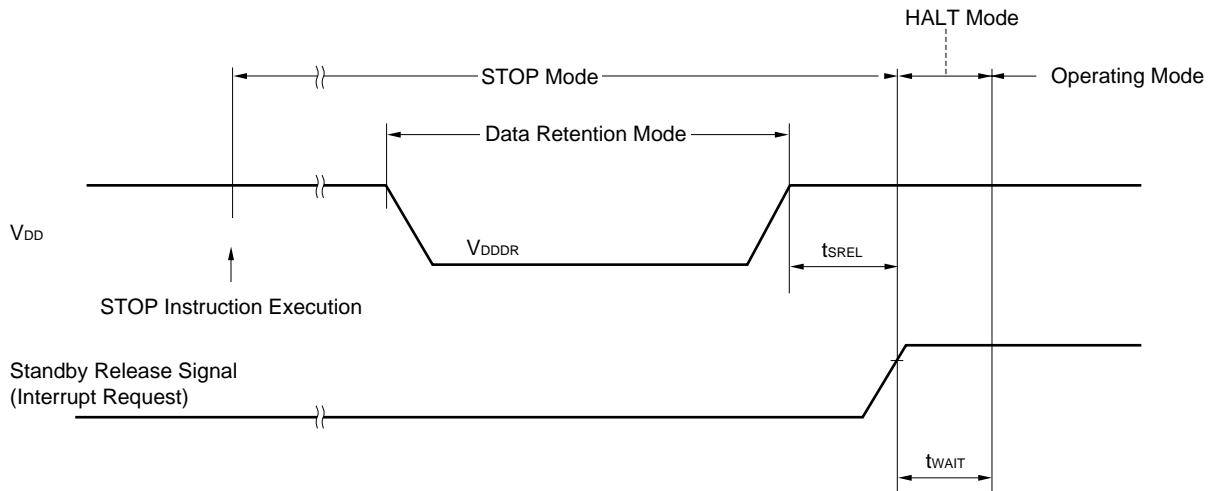 HALT Mode
STOP Mode
Operating Mode
Data Retention Mode
VDD
VDDDR
tSREL
STOP Instruction Execution
Standby Release Signal
(Interrupt Request)
tWAIT